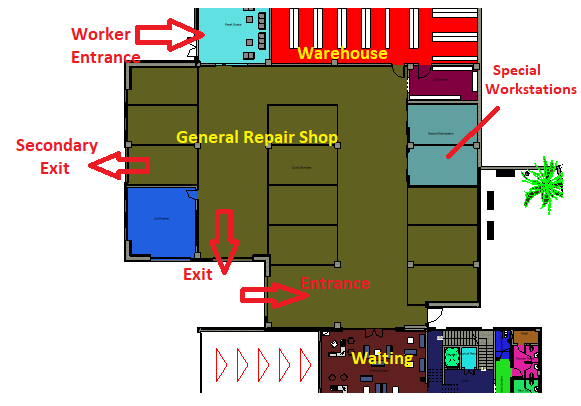 Worker
Entrance
Warehouse
Special
Workstations
General Repair Shop
Secondary
Exit
Exit
Entrance
Waiting